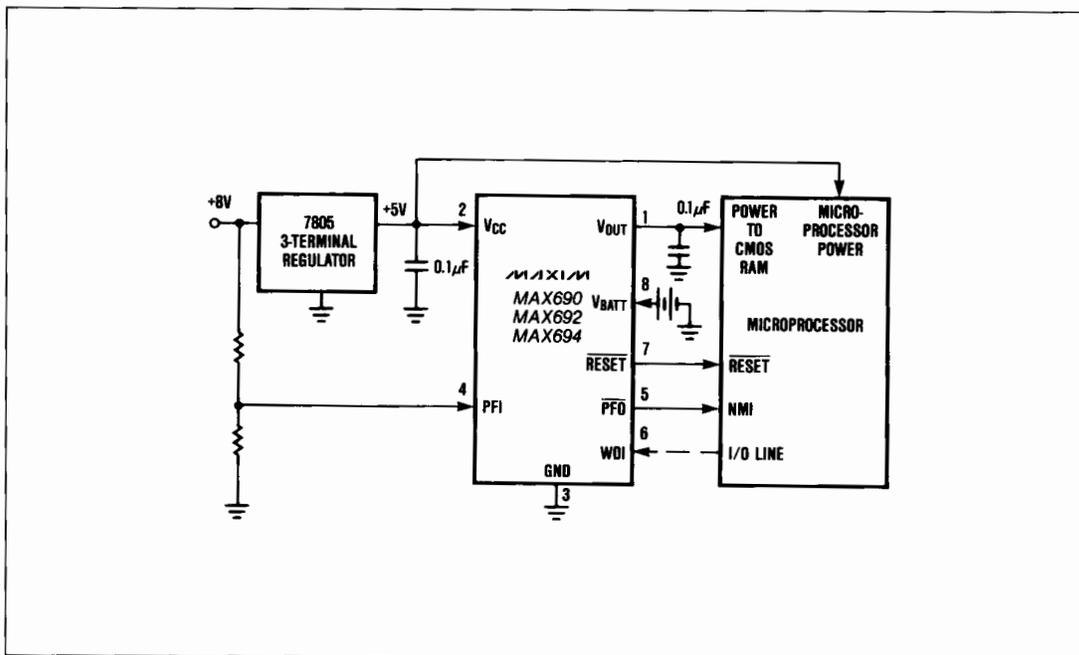 +8V
7805
3-TERMINAL
REGULATOR
+5V
0.1µF
2
VCC
MAXIM
MAX690
MAX692
MAX694
4
PFI
GND
3
1
VOUT
0.1µF
8
VBATT
7
RESET
5
PFO
6
WDI
POWER
TO
CMOS
RAM
MICRO-
PROCESSOR
POWER
MICROPROCESSOR
RESET
NMI
I/O LINE